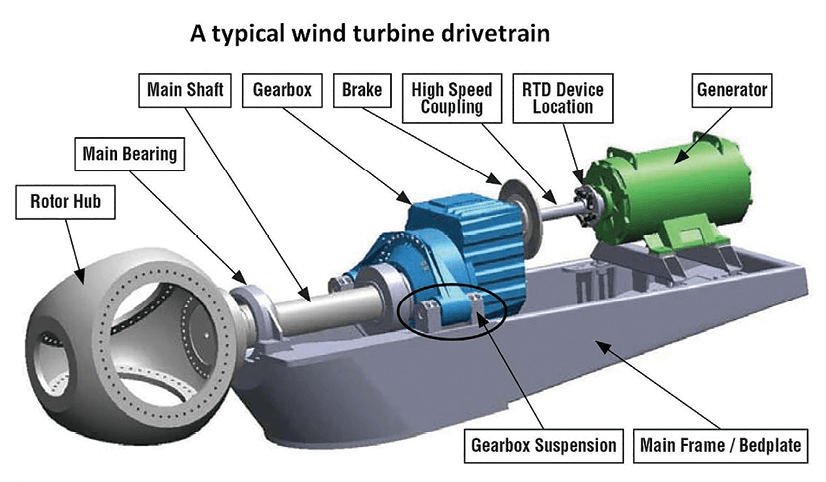 A typical wind turbine drivetrain
Main Shaft
Gearbox
Brake
High Speed
Coupling
RTD Device
Location
Generator
Main Bearing
Rotor Hub
Gearbox Suspension
Main Frame / Bedplate